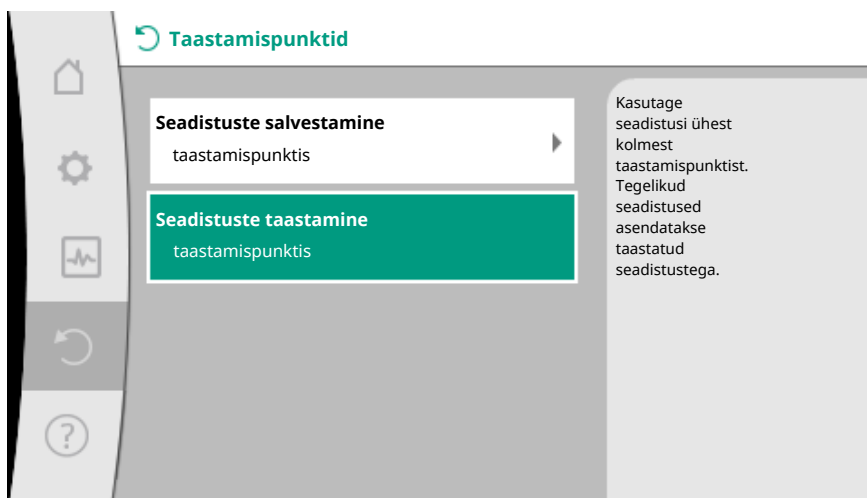 Taastamispunktid
Seadistuste salvestamine
taastamispunktis
Seadistuste taastamine
taastamispunktis
Kasutage
seadistusi ühest
kolmest
taastamispunktist.
Tegelikud
seadistused
asendatakse
taastatud
seadistustega.
?